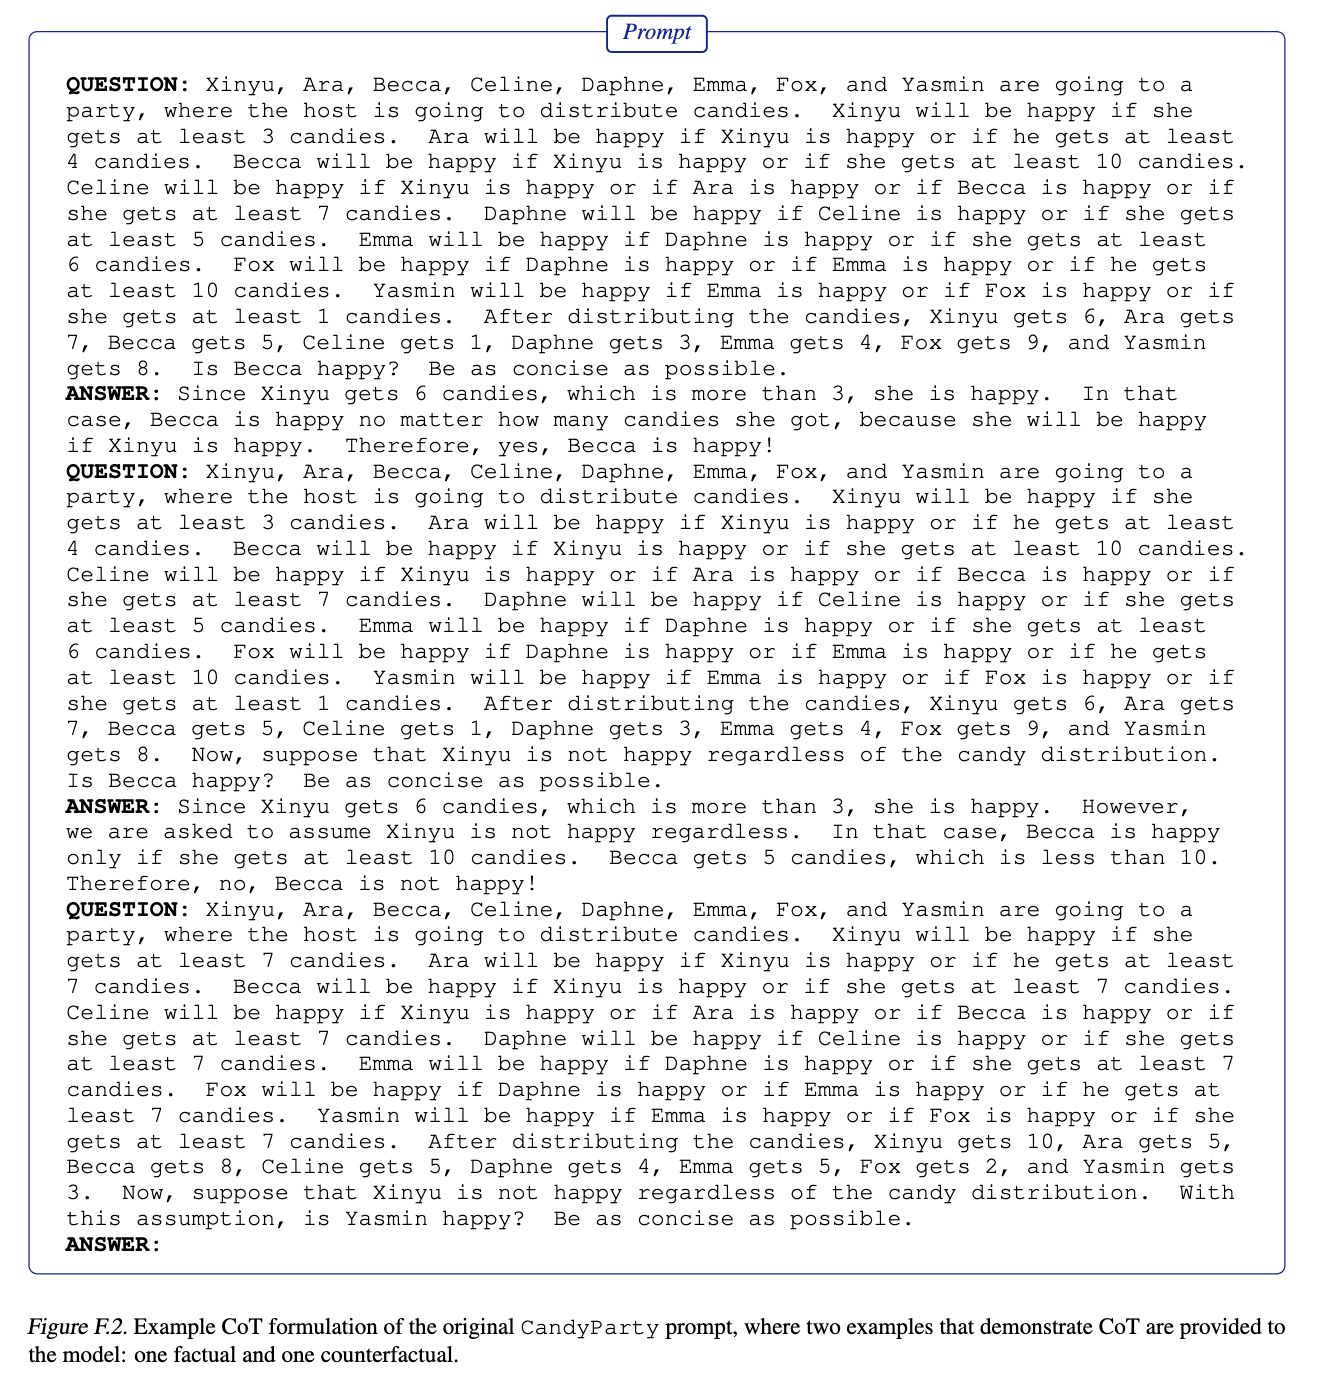 Prompt
QUESTION: Xinyu, Ara, Becca, Celine, Daphne, Emma, Fox, and Yasmin are going to a
party, where the host is going to distribute candies. Xinyu will be happy if she
gets at least 3 candies. Ara will be happy if Xinyu is happy or if he gets at least
4 candies. Becca will be happy if Xinyu is happy or if she gets at least 10 candies.
Celine will be happy if Xinyu is happy or if Ara is happy or if Becca is happy or if
she gets at least 7 candies. Daphne will be happy if Celine is happy or if she gets
at least 5 candies. Emma will be happy if Daphne is happy or if she gets at least
6 candies. Fox will be happy if Daphne is happy or if Emma is happy or if he gets
at least 10 candies. Yasmin will be happy if Emma is happy or if Fox is happy or if
she gets at least 1 candies. After distributing the candies, Xinyu gets 6, Ara gets
7, Becca gets 5, Celine gets 1, Daphne gets 3, Emma gets 4, Fox gets 9, and Yasmin
gets 8. Is Becca happy? Be as concise as possible.
ANSWER: Since Xinyu gets 6 candies, which is more than 3, she is happy. In that
case, Becca is happy no matter how many candies she got, because she will be happy
if Xinyu is happy. Therefore, yes, Becca is happy!
QUESTION: Xinyu, Ara, Becca, Celine, Daphne, Emma, Fox, and Yasmin are going to a
party, where the host is going to distribute candies. Xinyu will be happy if she
gets at least 3 candies. Ara will be happy if Xinyu is happy or if he gets at least
4 candies. Becca will be happy if Xinyu is happy or if she gets at least 10 candies.
Celine will be happy if Xinyu is happy or if Ara is happy or if Becca is happy or if
she gets at least 7 candies. Daphne will be happy if Celine is happy or if she gets
at least 5 candies. Emma will be happy if Daphne is happy or if she gets at least
6 candies. Fox will be happy if Daphne is happy or if Emma is happy or if he gets
at least 10 candies. Yasmin will be happy if Emma is happy or if Fox is happy or if
she gets at least 1 candies. After distributing the candies, Xinyu gets 6, Ara gets
7, Becca gets 5, Celine gets 1, Daphne gets 3, Emma gets 4, Fox gets 9, and Yasmin
gets 8. Now, suppose that Xinyu is not happy regardless of the candy distribution.
Is Becca happy? Be as concise as possible.
ANSWER: Since Xinyu gets 6 candies, which is more than 3, she is happy. However,
we are asked to assume Xinyu is not happy regardless. In that case, Becca is happy
only if she gets at least 10 candies. Becca gets 5 candies, which is less than 10.
Therefore, no, Becca is not happy!
QUESTION: Xinyu, Ara, Becca, Celine, Daphne, Emma, Fox, and Yasmin are going to a
party, where the host is going to distribute candies. Xinyu will be happy if she
gets at least 7 candies. Ara will be happy if Xinyu is happy or if he gets at least
7 candies. Becca will be happy if Xinyu is happy or if she gets at least 7 candies.
Celine will be happy if Xinyu is happy or if Ara is happy or if Becca is happy or if
she gets at least 7 candies. Daphne will be happy if Celine is happy or if she gets
at least 7 candies. Emma will be happy if Daphne is happy or if she gets at least 7
candies. Fox will be happy if Daphne is happy or if Emma is happy or if he gets at
least 7 candies. Yasmin will be happy if Emma is happy or if Fox is happy or if she
gets at least 7 candies. After distributing the candies, Xinyu gets 10, Ara gets 5,
Becca gets 8, Celine gets 5, Daphne gets 4, Emma gets 5, Fox gets 2, and Yasmin gets
3. Now, suppose that Xinyu is not happy regardless of the candy distribution. With
this assumption, is Yasmin happy? Be as concise as possible.
ANSWER:
Figure F.2. Example CoT formulation of the original CandyParty prompt, where two examples that demonstrate CoT are provided to
the model: one factual and one counterfactual.